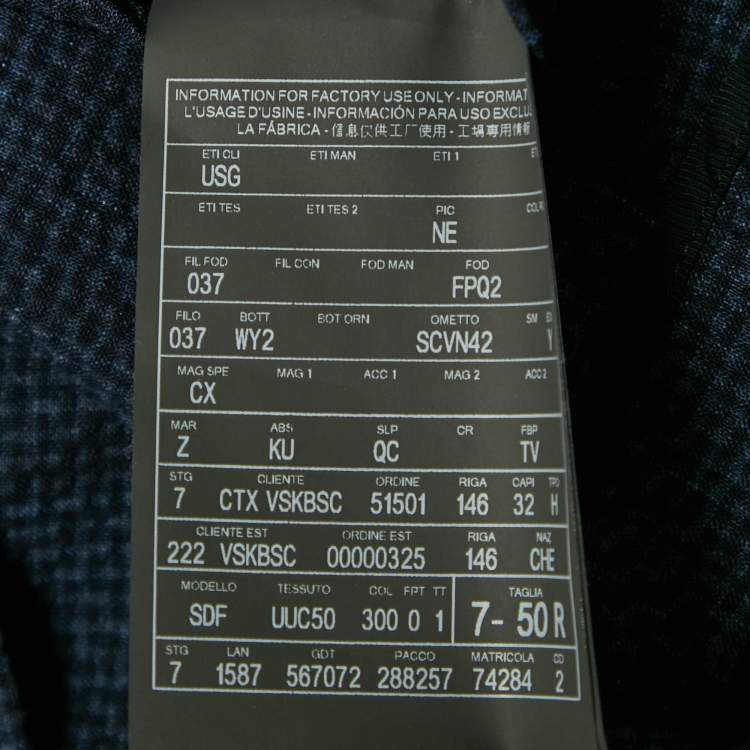 INFORMATION FOR FACTORY USE ONLY - INFORMAT
L'USAGE D'USINE - INFORMACIÓN PARA USO EXCLU
LA FÁBRICA - 信息仅供工厂使用 - 工場専用情報
ETI CLI ETI MAN ETI 1
USG
ETI TES ETI TES 2 PIC
NE
FIL FOD FIL CON FOD MAN FOD
037 FPQ2
FILO BOTT BOT ORN OMETTO SM
037 WY2 SCVN42 Y
MAG SPE MAG 1 ACC 1 MAG 2 ACC 2
CX
MAR ABS SLP CR FBP
Z KU QC TV
STG CLIENTE ORDINE RIGA CAPI TPO
7 CTX VSKBSC 51501 146 32 H
CLIENTE EST ORDINE EST RIGA NAZ
222 VSKBSC 00000325 146 CHE
MODELLO TESSUTO COL FPT TT TAGLIA
SDF UUC50 300 0 1 7- 50 R
STG LAN GDT PACCO MATRICOLA CD
7 1587 567072 288257 74284 2